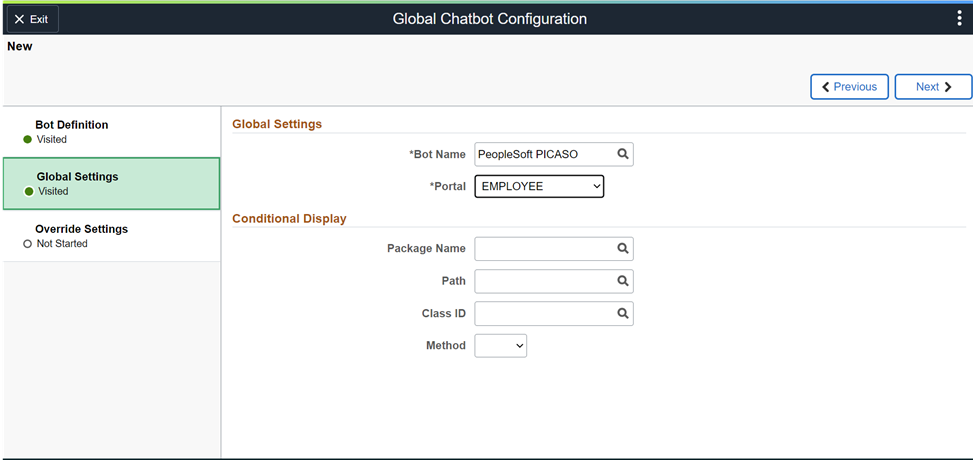 Exit
Global Chatbot Configuration
New
Previous
Next
Bot Definition
Visited
Global Settings
Visited
Override Settings
Not Started
Global Settings
*Bot Name PeopleSoft PICASO
*Portal EMPLOYEE
Conditional Display
Package Name
Path
Class ID
Method